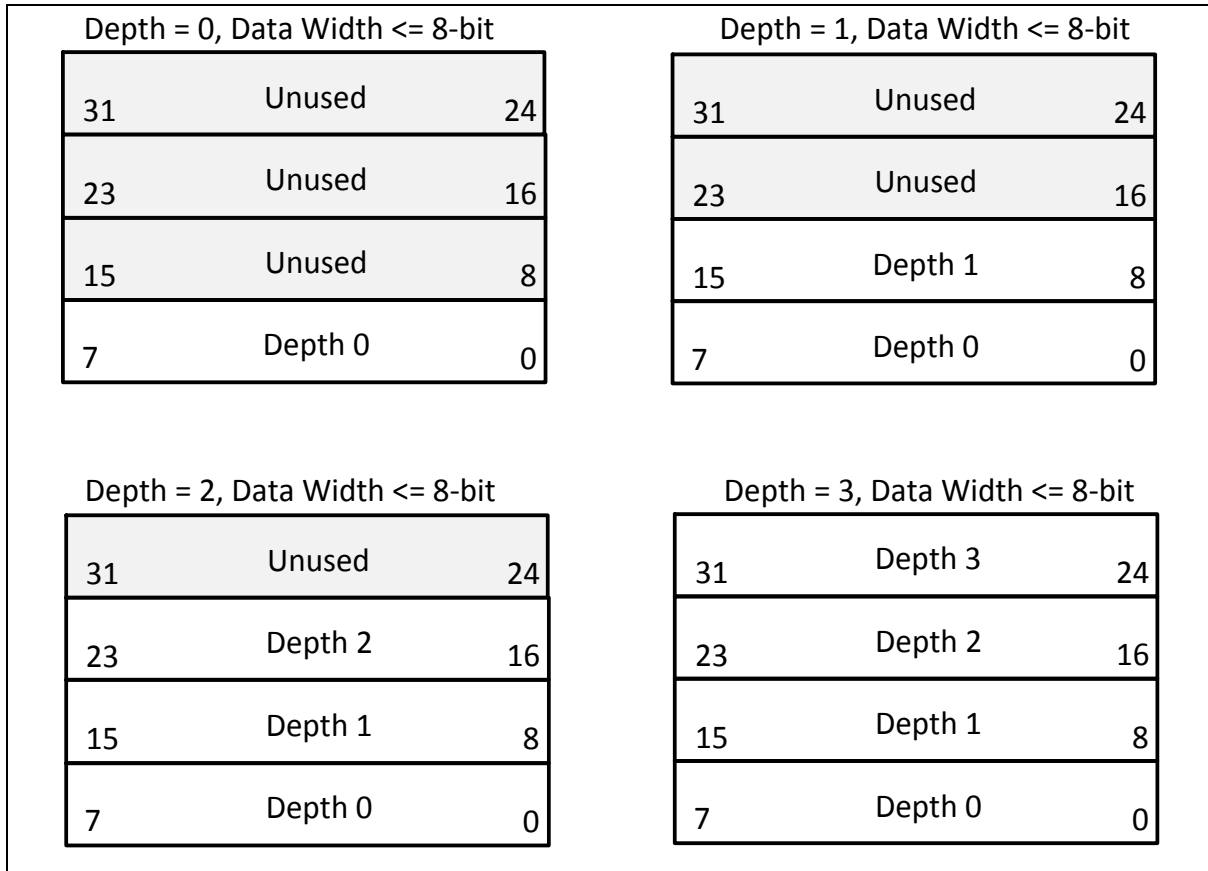 Depth = 0, Data Width <= 8-bit
31 Unused 24
23 Unused 16
15 Unused 8
7 Depth 0 0
Depth = 1, Data Width <= 8-bit
31 Unused 24
23 Unused 16
15 Depth 1 8
7 Depth 0 0
Depth = 2, Data Width <= 8-bit
31 Unused 24
23 Depth 2 16
15 Depth 1 8
7 Depth 0 0
Depth = 3, Data Width <= 8-bit
31 Depth 3 24
23 Depth 2 16
15 Depth 1 8
7 Depth 0 0